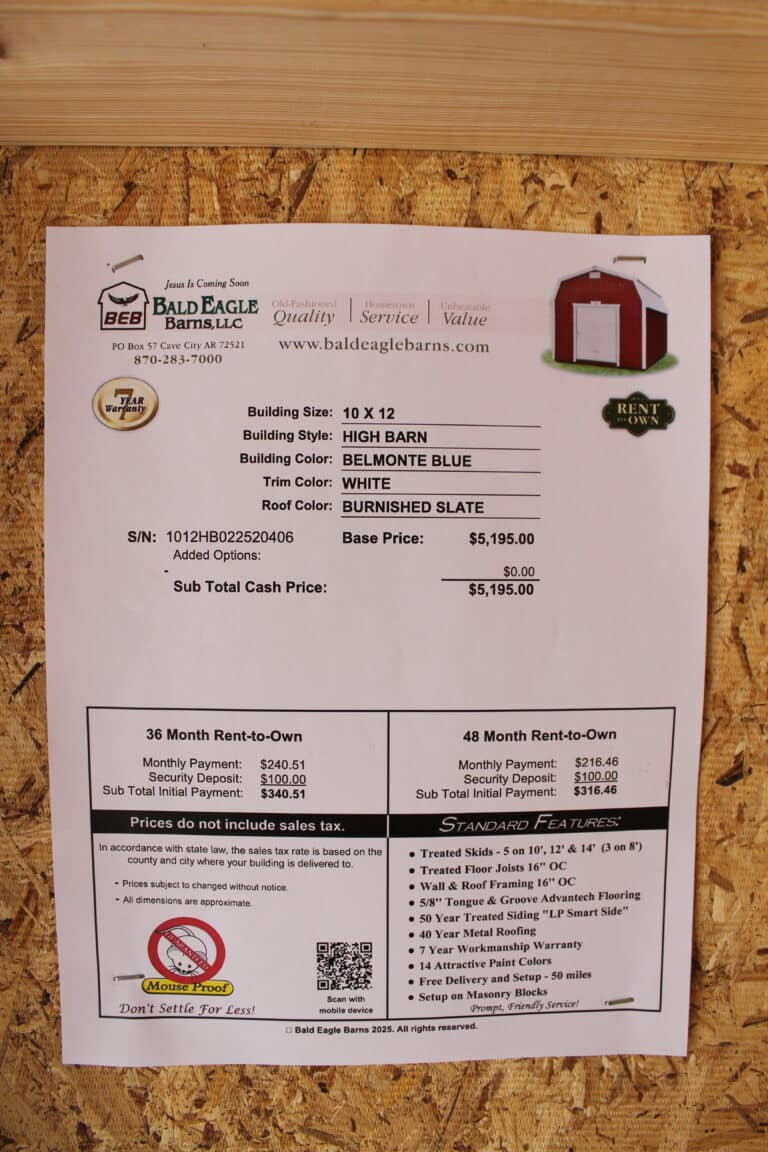 Jesus Is Coming Soon
BEB
BALD EAGLE
BARNS, LLC
PO Box 57 Cave City AR 72521
870-283-7000
Old-Fashioned Quality | Hometown Service | Unbeatable Value
www.baldeaglebarns.com
7 YEAR Warranty
RENT TO OWN
Building Size: 10 X 12
Building Style: HIGH BARN
Building Color: BELMONTE BLUE
Trim Color: WHITE
Roof Color: BURNISHED SLATE
S/N: 1012HB022520406 Base Price: $5,195.00
Added Options:
- $0.00
Sub Total Cash Price: $5,195.00
36 Month Rent-to-Own
Monthly Payment: $240.51
Security Deposit: $100.00
Sub Total Initial Payment: $340.51
48 Month Rent-to-Own
Monthly Payment: $216.46
Security Deposit: $100.00
Sub Total Initial Payment: $316.46
Prices do not include sales tax.
In accordance with state law, the sales tax rate is based on the
county and city where your building is delivered to.
- Prices subject to changed without notice.
- All dimensions are approximate.
GUARANTEED
Mouse Proof
Don't Settle For Less!
Scan with
mobile device
STANDARD FEATURES:
• Treated Skids - 5 on 10', 12' & 14' (3 on 8')
• Treated Floor Joists 16" OC
• Wall & Roof Framing 16" OC
• 5/8" Tongue & Groove Advantech Flooring
• 50 Year Treated Siding "LP Smart Side"
• 40 Year Metal Roofing
• 7 Year Workmanship Warranty
• 14 Attractive Paint Colors
• Free Delivery and Setup - 50 miles
• Setup on Masonry Blocks
Prompt, Friendly Service!
□ Bald Eagle Barns 2025. All rights reserved.